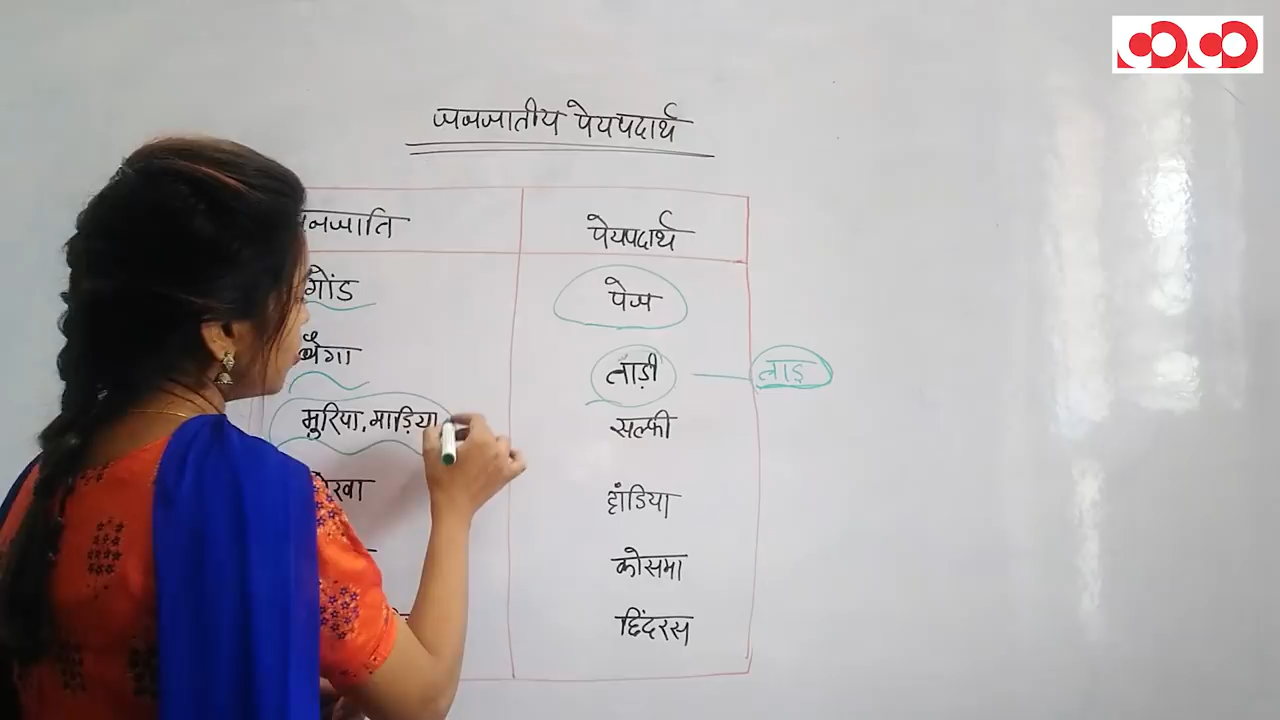 जनजातीय पेयपदार्थ
पेयपदार्थ
गोंड पेज
बैगा ताड़ी ताड़
मुरिया, माड़िया सल्फी
हांडिया
कोसमा
छिंदरस